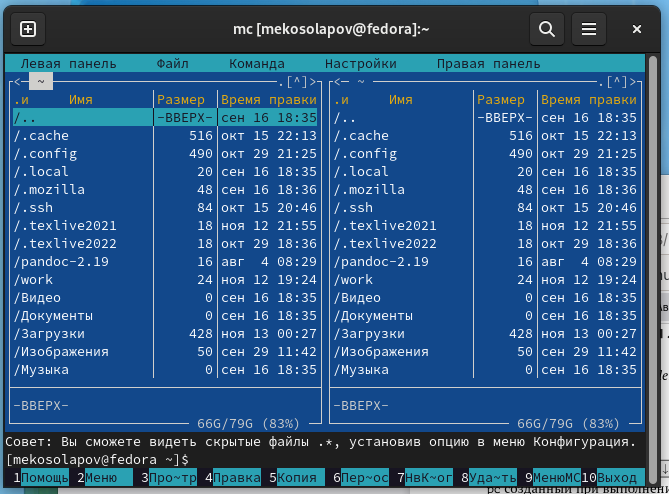 mc [mekosolapov@fedora]:~
Левая панель Файл Команда Настройки Правая панель
<— ~ .[^]> <— ~ .[^]>
.и Имя Размер Время правки .и Имя Размер Время правки
/.. -ВВЕРХ- сен 16 18:35 /.. -ВВЕРХ- сен 16 18:35
/.cache 516 окт 15 22:13 /.cache 516 окт 15 22:13
/.config 490 окт 29 21:25 /.config 490 окт 29 21:25
/.local 20 сен 16 18:35 /.local 20 сен 16 18:35
/.mozilla 48 сен 16 18:36 /.mozilla 48 сен 16 18:36
/.ssh 84 окт 15 20:46 /.ssh 84 окт 15 20:46
/.texlive2021 18 ноя 12 21:55 /.texlive2021 18 ноя 12 21:55
/.texlive2022 18 окт 29 18:36 /.texlive2022 18 окт 29 18:36
/pandoc-2.19 16 авг 4 08:29 /pandoc-2.19 16 авг 4 08:29
/work 24 ноя 12 19:24 /work 24 ноя 12 19:24
/Видео 0 сен 16 18:35 /Видео 0 сен 16 18:35
/Документы 0 сен 16 18:35 /Документы 0 сен 16 18:35
/Загрузки 428 ноя 13 00:27 /Загрузки 428 ноя 13 00:27
/Изображения 50 сен 29 11:42 /Изображения 50 сен 29 11:42
/Музыка 0 сен 16 18:35 /Музыка 0 сен 16 18:35
-ВВЕРХ- -ВВЕРХ-
66G/79G (83%) 66G/79G (83%)
Совет: Вы сможете видеть скрытые файлы .*, установив опцию в меню Конфигурация.
[mekosolapov@fedora ~]$
1Помощь 2Меню 3Про~тр 4Правка 5Копия 6Пер~ос 7НвК~ог 8Уда~ть 9МенюМС 10Выход
рс созданный при выполнени